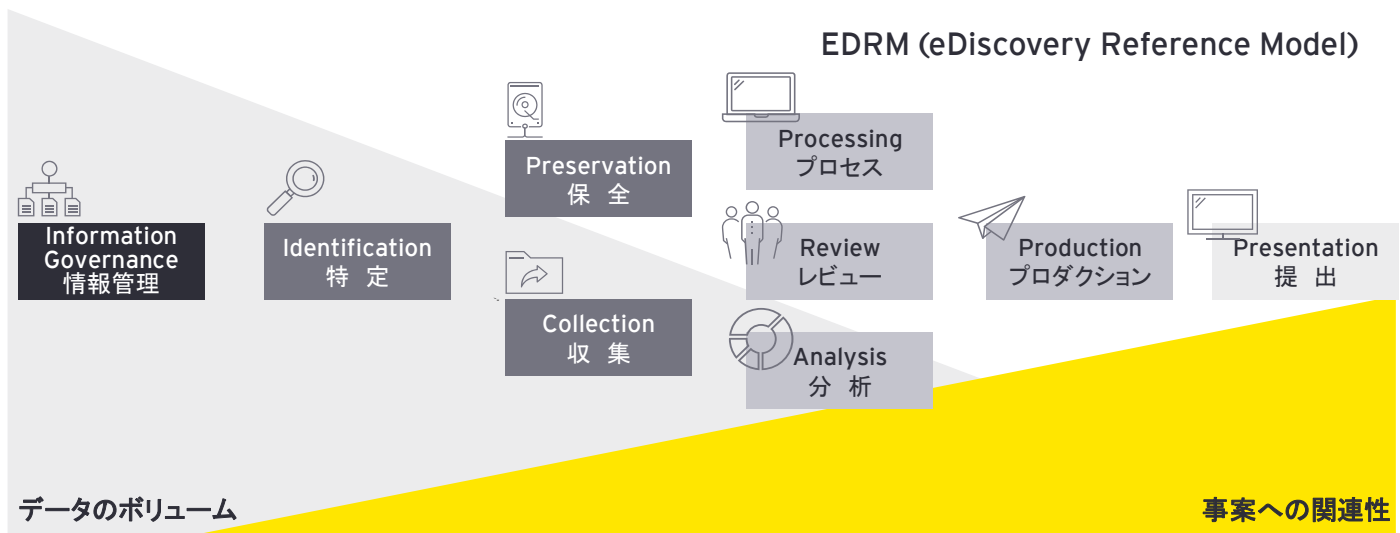 EDRM (eDiscovery Reference Model)
Information
Governance
情報管理
Identification
特 定
Preservation
保 全
Collection
収 集
Processing
プロセス
Review
レビュー
Analysis
分 析
Production
プロダクション
Presentation
提 出
データのボリューム
事案への関連性